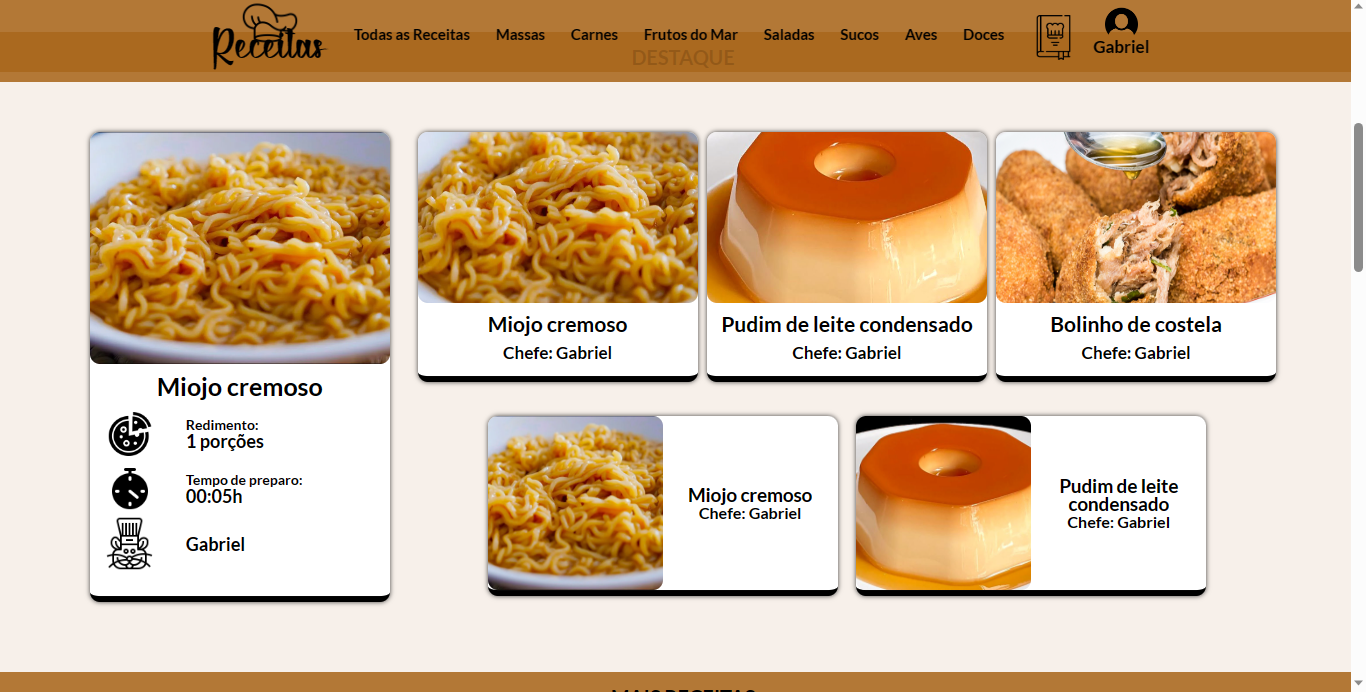 Receitas
Todas as Receitas Massas Carnes Frutos do Mar Saladas Sucos Aves Doces
Gabriel
DESTAQUE
Miojo cremoso
Redimento:
1 porções
Tempo de preparo:
00:05h
Gabriel
Miojo cremoso
Chefe: Gabriel
Pudim de leite condensado
Chefe: Gabriel
Bolinho de costela
Chefe: Gabriel
Miojo cremoso
Chefe: Gabriel
Pudim de leite
condensado
Chefe: Gabriel
MAIS RECEITAS